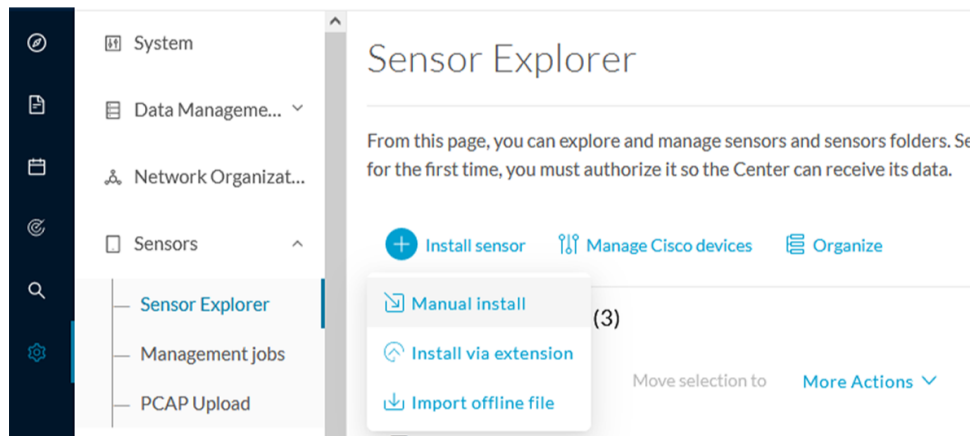 System
Data Manageme...
Network Organizat...
Sensors
Sensor Explorer
Management jobs
PCAP Upload
Sensor Explorer
From this page, you can explore and manage sensors and sensors folders. Se
for the first time, you must authorize it so the Center can receive its data.
Install sensor
Manage Cisco devices
Organize
Manual install
Install via extension
Import offline file
(3)
Move selection to
More Actions